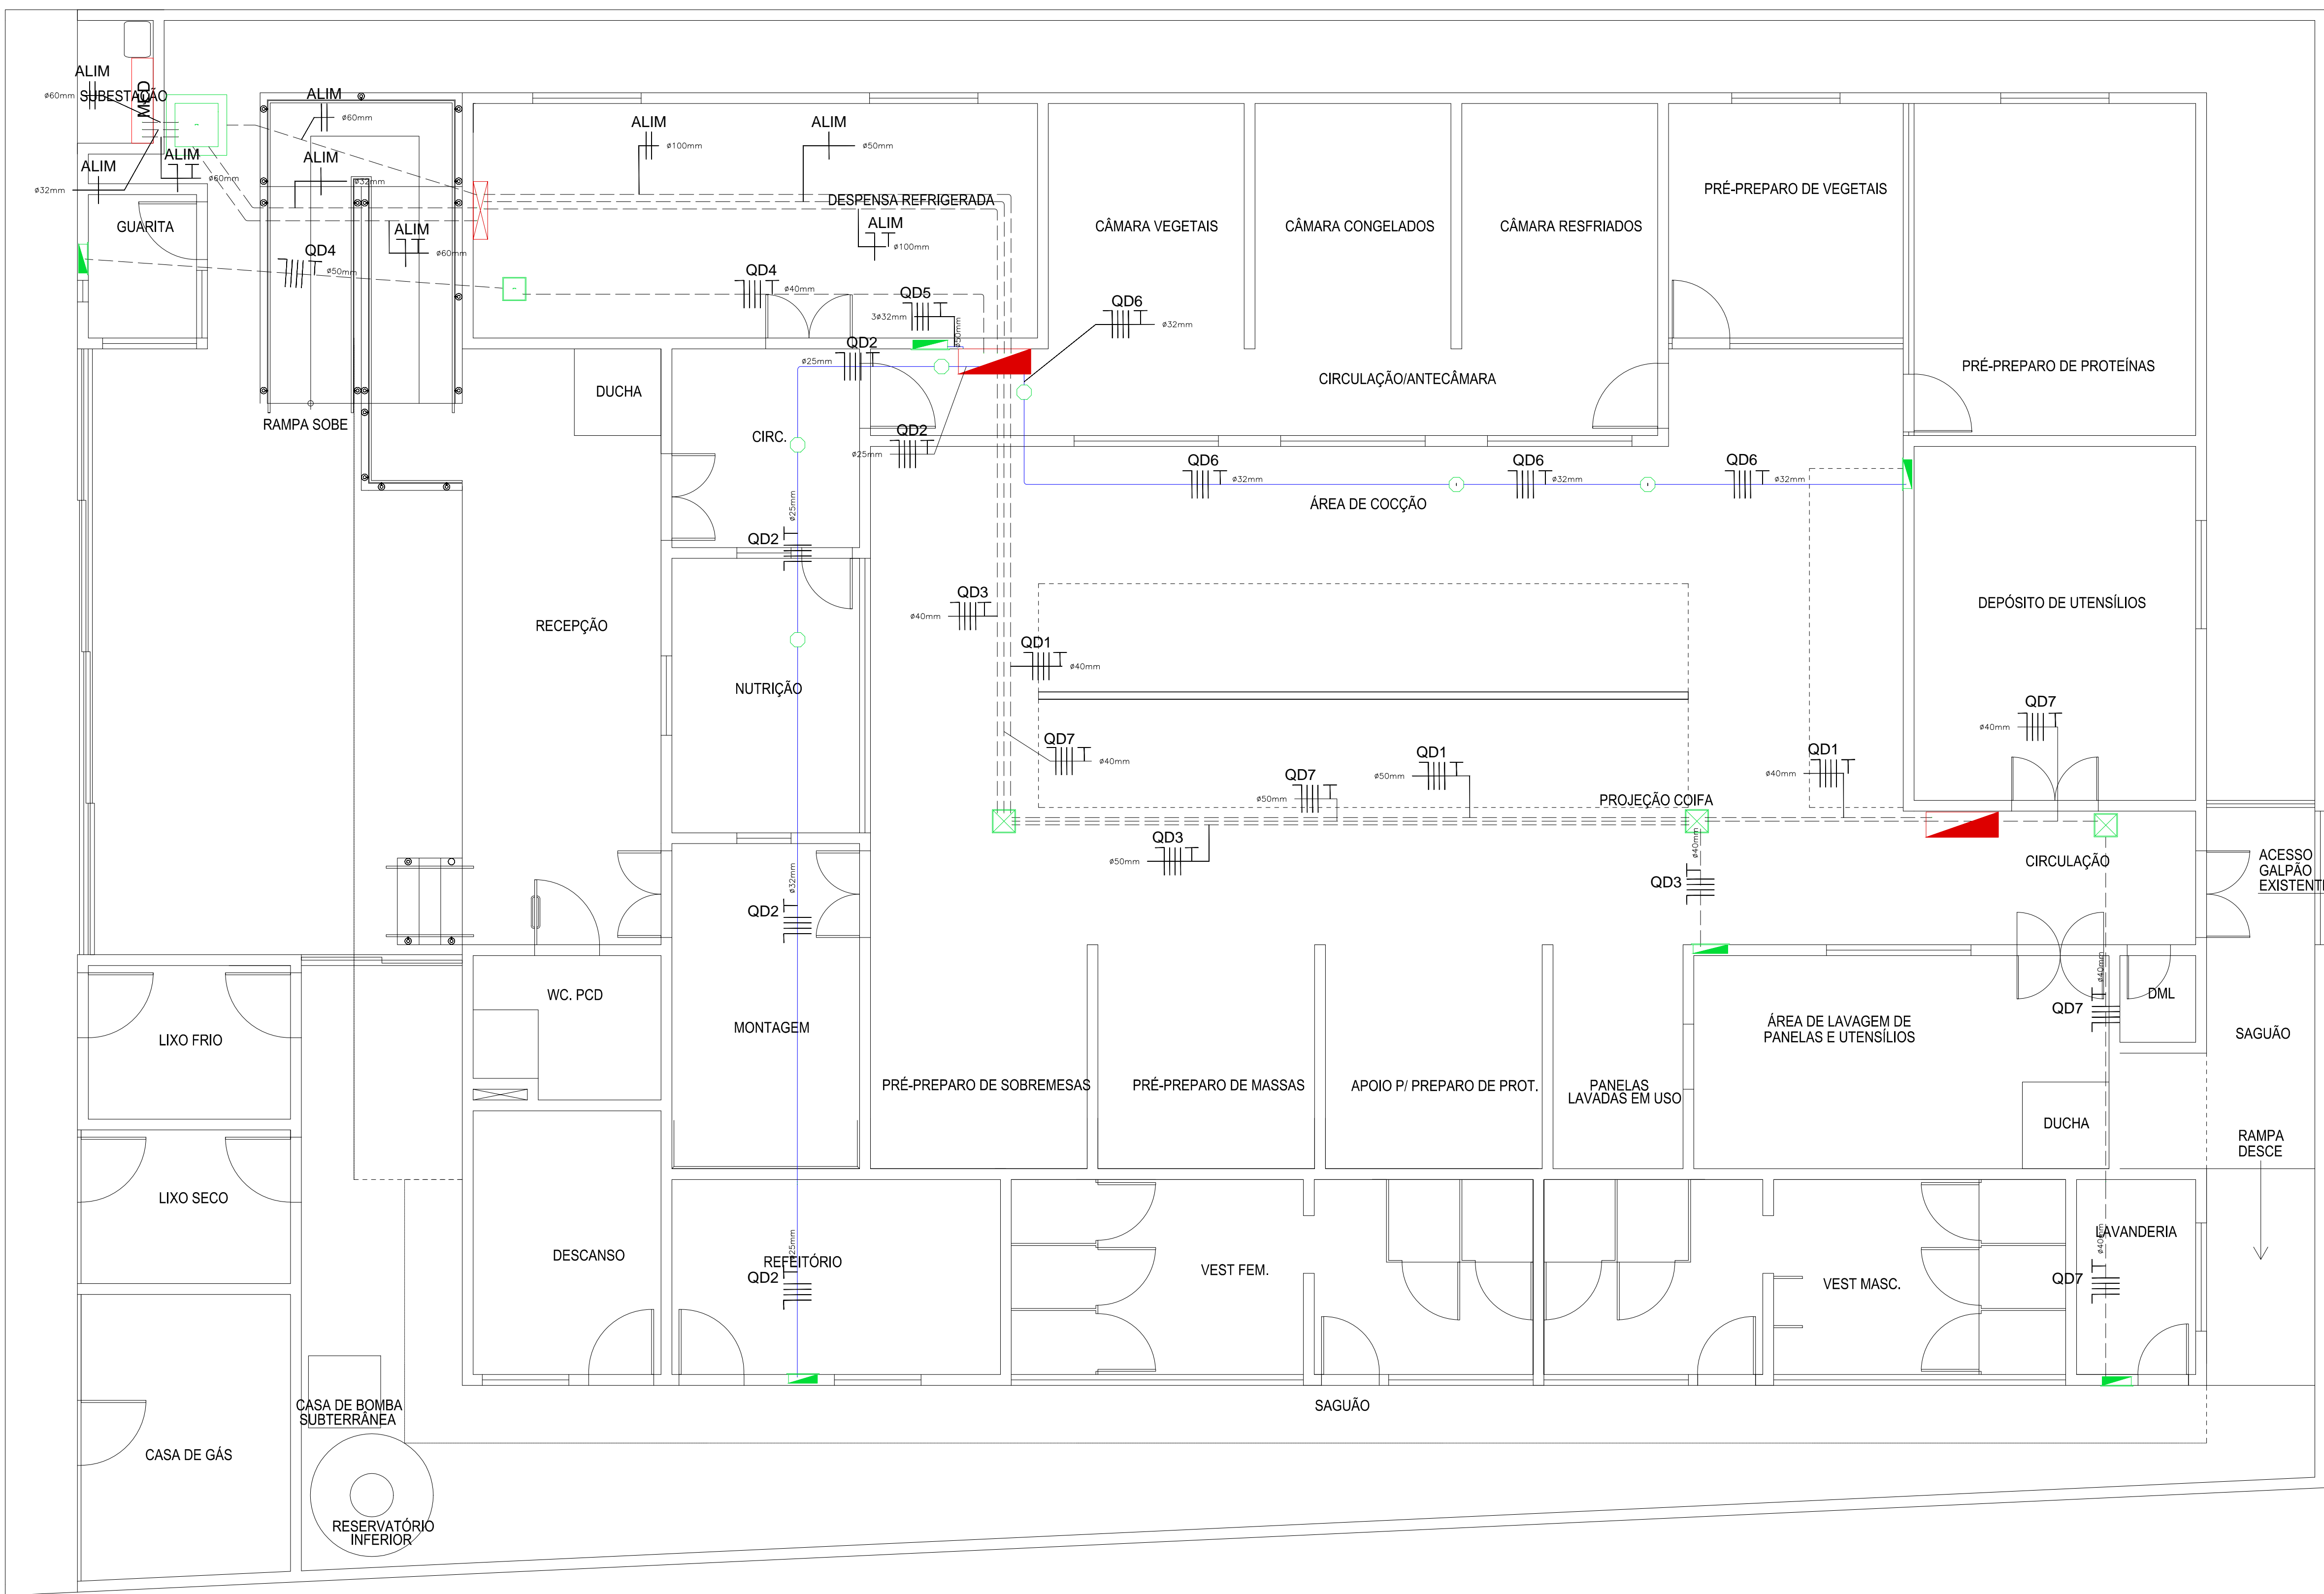 ALIM
ø60mm
SUBESTAÇÃO
MED
ALIM
ø60mm
ALIM
ø32mm
ALIM
ø60mm
ALIM
ø32mm
ALIM
ø60mm
ALIM
ø100mm
ALIM
ø50mm
DESPENSA REFRIGERADA
ALIM
ø100mm
GUARITA
QD4
ø50mm
QD4
ø40mm
QD5
3ø32mm
ø50mm
QD6
ø32mm
QD2
ø25mm
CÂMARA VEGETAIS
CÂMARA CONGELADOS
CÂMARA RESFRIADOS
PRÉ-PREPARO DE VEGETAIS
PRÉ-PREPARO DE PROTEÍNAS
CIRCULAÇÃO/ANTECÂMARA
DUCHA
RAMPA SOBE
CIRC.
QD2
ø25mm
QD6
ø32mm
QD6
ø32mm
QD6
ø32mm
ÁREA DE COCÇÃO
ø25mm
QD2
QD3
ø40mm
QD1
ø40mm
DEPÓSITO DE UTENSÍLIOS
RECEPÇÃO
NUTRIÇÃO
QD7
ø40mm
QD7
ø40mm
QD1
ø50mm
QD7
ø50mm
QD1
ø40mm
PROJEÇÃO COIFA
QD3
ø50mm
ø40mm
QD3
CIRCULAÇÃO
ACESSO
GALPÃO
ø32mm
QD2
WC. PCD
MONTAGEM
LIXO FRIO
ø40mm
QD7
DML
ÁREA DE LAVAGEM DE
PANELAS E UTENSÍLIOS
SAGUÃO
PRÉ-PREPARO DE SOBREMESAS
PRÉ-PREPARO DE MASSAS
APOIO P/ PREPARO DE PROT.
PANELAS
LAVADAS EM USO
DUCHA
RAMPA
DESCE
LIXO SECO
DESCANSO
REFEITÓRIO
ø25mm
QD2
VEST FEM.
VEST MASC.
LAVANDERIA
ø40mm
QD7
SAGUÃO
CASA DE BOMBA
SUBTERRÂNEA
CASA DE GÁS
RESERVATÓRIO
INFERIOR